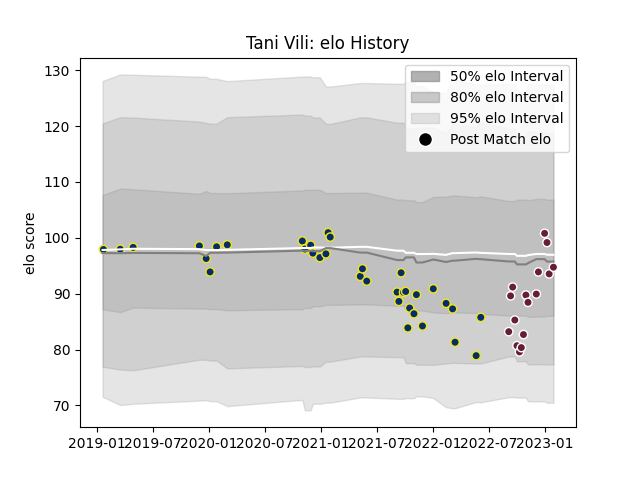 Tani Vili: elo History
50% elo Interval
80% elo Interval
95% elo Interval
Post Match elo
elo score
130
120
110
100
90
80
70
2019-01 2019-07 2020-01 2020-07 2021-01 2021-07 2022-01 2022-07 2023-01